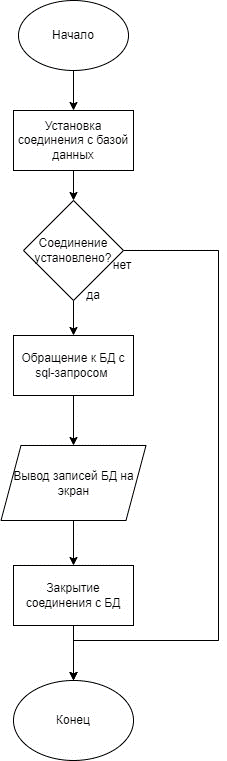 Начало
Установка
соединения с базой
данных
Соединение
установлено?
нет
да
Обращение к БД с
sql-запросом
Вывод записей БД на
экран
Закрытие
соединения с БД
Конец